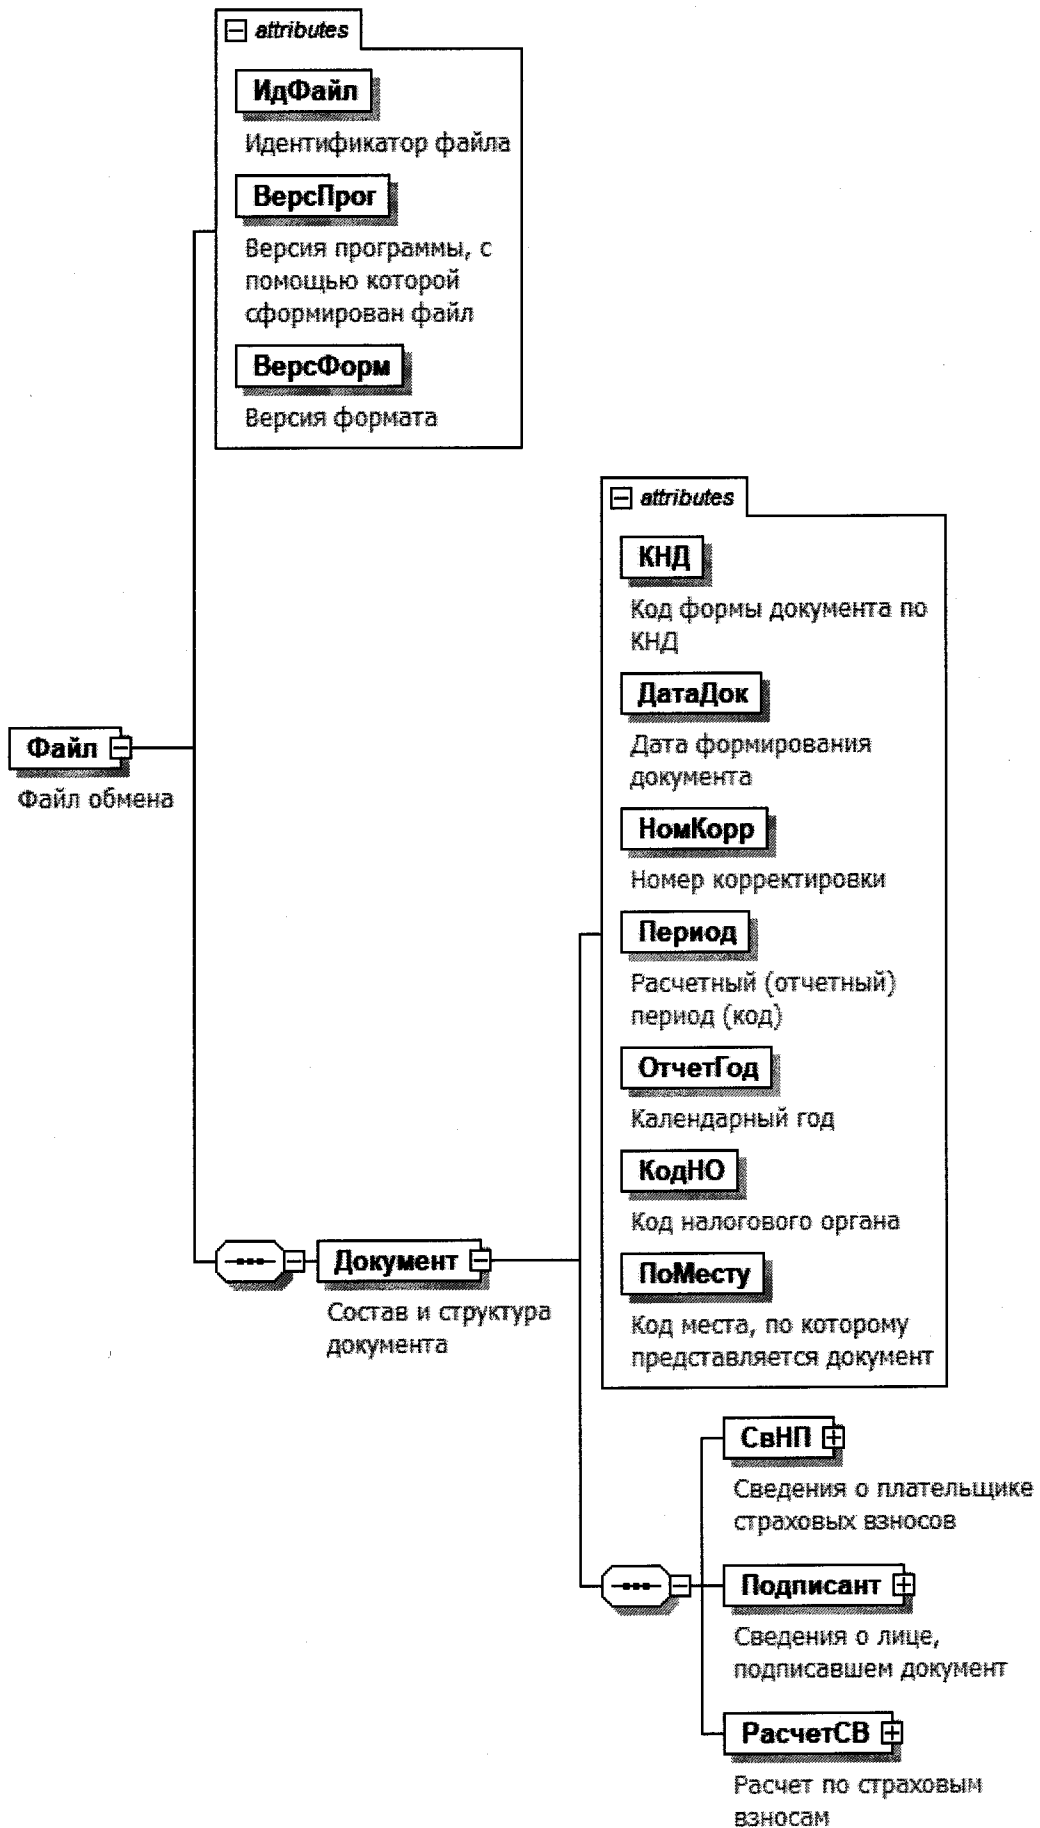 attributes
ИдФайл
Идентификатор файла
ВерсПрог
Версия программы, с
помощью которой
сформирован файл
ВерсФорм
Версия формата
attributes
КНД
Код формы документа по
КНД
ДатаДок
Дата формирования
документа
Файл
Файл обмена
НомКорр
Номер корректировки
Период
Расчетный (отчетный)
период (код)
ОтчетГод
Календарный год
КодНО
Код налогового органа
Документ
Состав и структура
документа
ПоМесту
Код места, по которому
представляется документ
СвНП
Сведения о плательщике
страховых взносов
Подписант
Сведения о лице,
подписавшем документ
РасчетСВ
Расчет по страховым
взносам